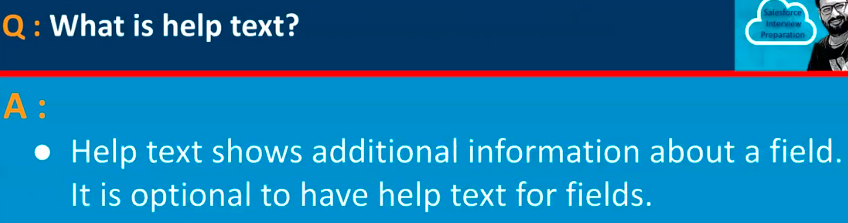 Q : What is help text?
Salesforce
Interview
Preparation
A :
● Help text shows additional information about a field.
It is optional to have help text for fields.